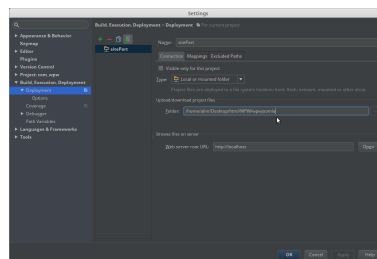 Settings
Build, Execution, Deployment › Deployment For current project
Appearance & Behavior
Keymap
Editor
Plugins
Version Control
Build, Execution, Deployment
Deployment
Options
Coverage
Debugger
Path Variables
Languages & Frameworks
Tools
Name:
Connection Mappings Excluded Paths
Visible only for this project
Type: Local or mounted folder
Upload/download project files
Folder:
Browse files on server
Web server root URL: http://localhost
Open
OK Cancel Apply Help